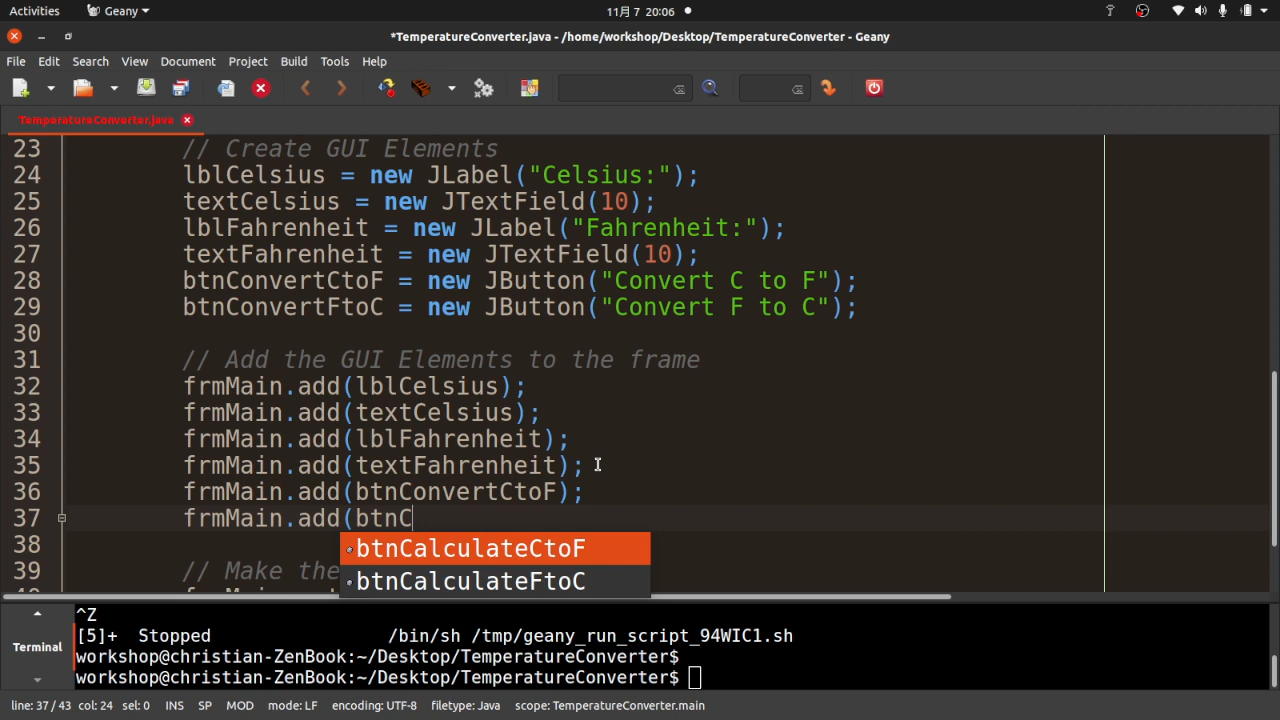 Activities Geany 11月 7 20:06
*TemperatureConverter.java - /home/workshop/Desktop/TemperatureConverter - Geany
File Edit Search View Document Project Build Tools Help
TemperatureConverter.java
23 // Create GUI Elements
24 lblCelsius = new JLabel("Celsius:");
25 textCelsius = new JTextField(10);
26 lblFahrenheit = new JLabel("Fahrenheit:");
27 textFahrenheit = new JTextField(10);
28 btnConvertCtoF = new JButton("Convert C to F");
29 btnConvertFtoC = new JButton("Convert F to C");
30
31 // Add the GUI Elements to the frame
32 frmMain.add(lblCelsius);
33 frmMain.add(textCelsius);
34 frmMain.add(lblFahrenheit);
35 frmMain.add(textFahrenheit);
36 frmMain.add(btnConvertCtoF);
37 frmMain.add(btnC
38 btnCalculateCtoF
39 // Make the
btnCalculateFtoC
^Z
[5]+ Stopped /bin/sh /tmp/geany_run_script_94WIC1.sh
Terminal
workshop@christian-ZenBook:~/Desktop/TemperatureConverter$
workshop@christian-ZenBook:~/Desktop/TemperatureConverter$
line: 37 / 43 col: 24 sel: 0 INS SP MOD mode: LF encoding: UTF-8 filetype: Java scope: TemperatureConverter.main